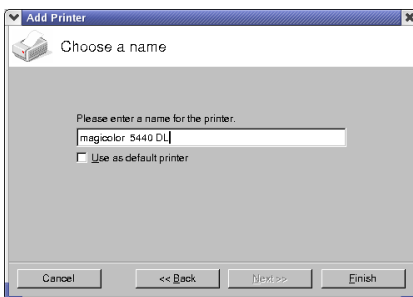 Add Printer
Choose a name
Please enter a name for the printer.
magicolor 5440 DL
Use as default printer
Cancel
<< Back
Next >>
Finish